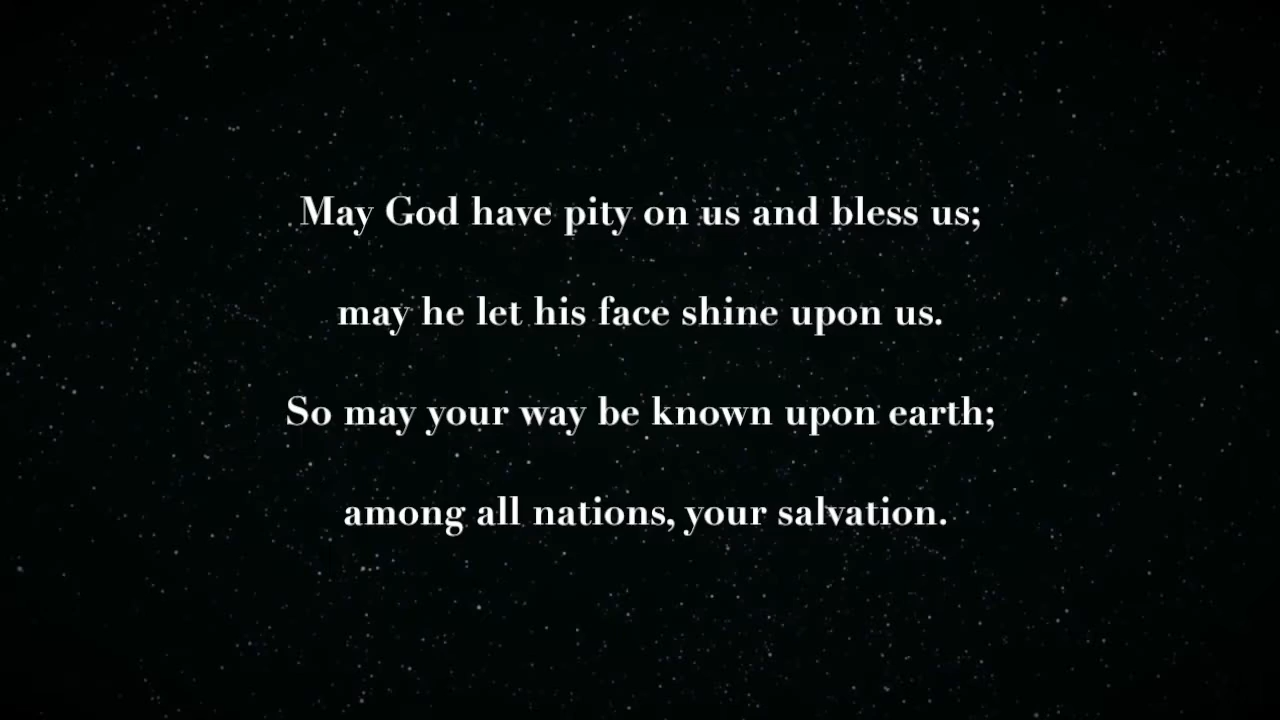 May God have pity on us and bless us;
may he let his face shine upon us.
So may your way be known upon earth;
among all nations, your salvation.